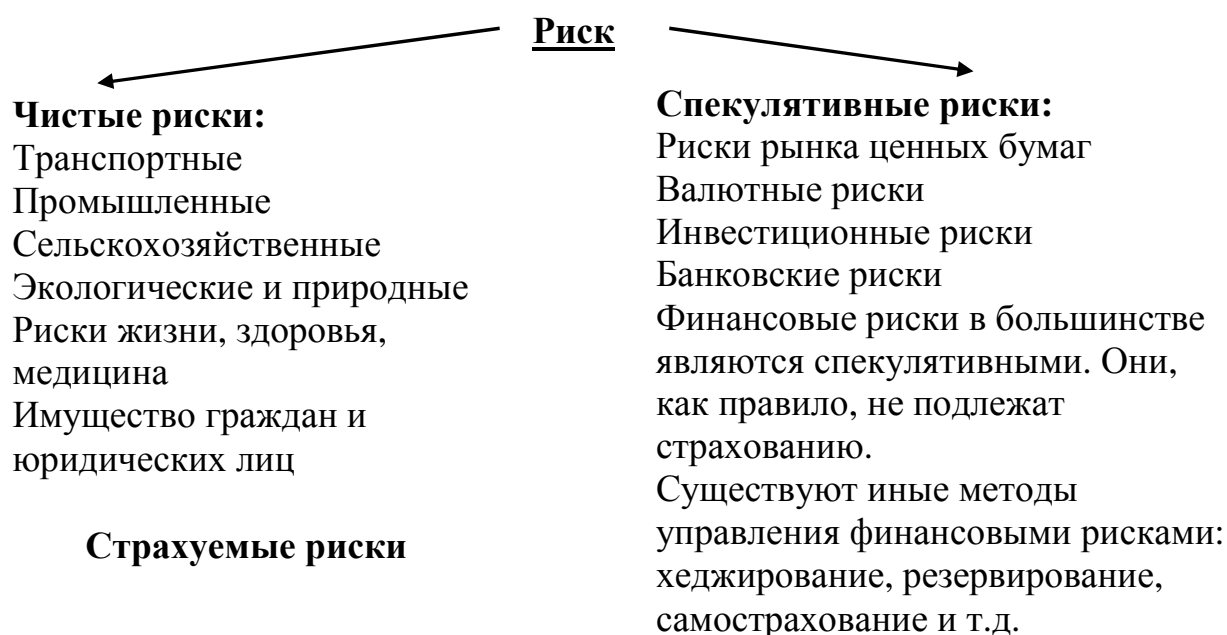 Риск
Чистые риски:
Транспортные
Промышленные
Сельскохозяйственные
Экологические и природные
Риски жизни, здоровья,
медицина
Имущество граждан и
юридических лиц
Страхуемые риски
Спекулятивные риски:
Риски рынка ценных бумаг
Валютные риски
Инвестиционные риски
Банковские риски
Финансовые риски в большинстве
являются спекулятивными. Они,
как правило, не подлежат
страхованию.
Существуют иные методы
управления финансовыми рисками:
хеджирование, резервирование,
самострахование и т.д.